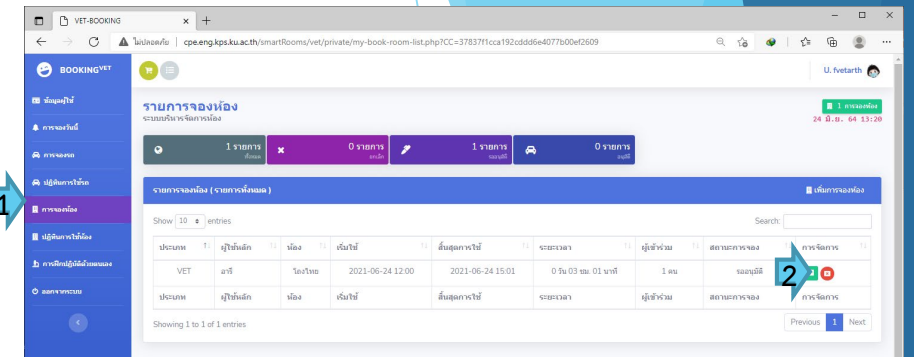 VET-BOOKING
ไม่ปลอดภัย | cpe.eng.kps.ku.ac.th/smartRooms/vet/private/my-book-room-list.php?CC=37837f1cca192cddd6e4077b00ef2609
BOOKING VET
U. fvetarth
ข้อมูลผู้ใช้
การจองวันนี้
การจองรถ
ปฏิทินการใช้รถ
การจองห้อง
ปฏิทินการใช้ห้อง
การฝึกปฏิบัติด้วยตนเอง
ออกจากระบบ
1
รายการจองห้อง
ระบบบริหารจัดการห้อง
1 การจองห้อง
24 มิ.ย. 64 13:20
1 รายการ
ทั้งหมด
0 รายการ
ยกเลิก
1 รายการ
รออนุมัติ
0 รายการ
อนุมัติ
รายการจองห้อง ( รายการทั้งหมด )
เพิ่มการจองห้อง
Show 10 entries
Search:
ประเภท ผู้ใช้หลัก ห้อง เริ่มใช้ สิ้นสุดการใช้ ระยะเวลา ผู้เข้าร่วม สถานะการจอง การจัดการ
VET อารี โถงไทย 2021-06-24 12:00 2021-06-24 15:01 0 วัน 03 ชม. 01 นาที 1 คน รออนุมัติ
2
ประเภท ผู้ใช้หลัก ห้อง เริ่มใช้ สิ้นสุดการใช้ ระยะเวลา ผู้เข้าร่วม สถานะการจอง การจัดการ
Showing 1 to 1 of 1 entries
Previous 1 Next